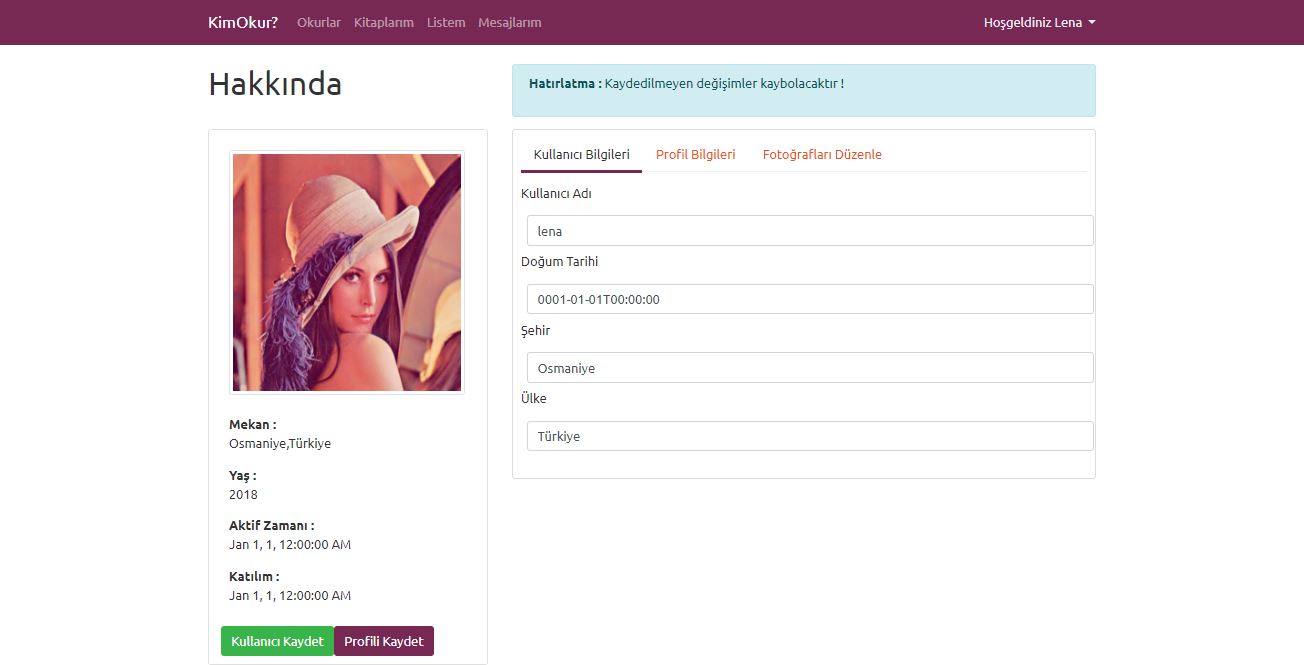 KimOkur? Okurlar Kitaplarım Listem Mesajlarım Hoşgeldiniz Lena
Hakkında
Hatırlatma : Kaydedilmeyen değişimler kaybolacaktır !
Mekan :
Osmaniye,Türkiye
Yaş :
2018
Aktif Zamanı :
Jan 1, 1, 12:00:00 AM
Katılım :
Jan 1, 1, 12:00:00 AM
Kullanıcı Kaydet Profili Kaydet
Kullanıcı Bilgileri Profil Bilgileri Fotoğrafları Düzenle
Kullanıcı Adı
lena
Doğum Tarihi
0001-01-01T00:00:00
Şehir
Osmaniye
Ülke
Türkiye